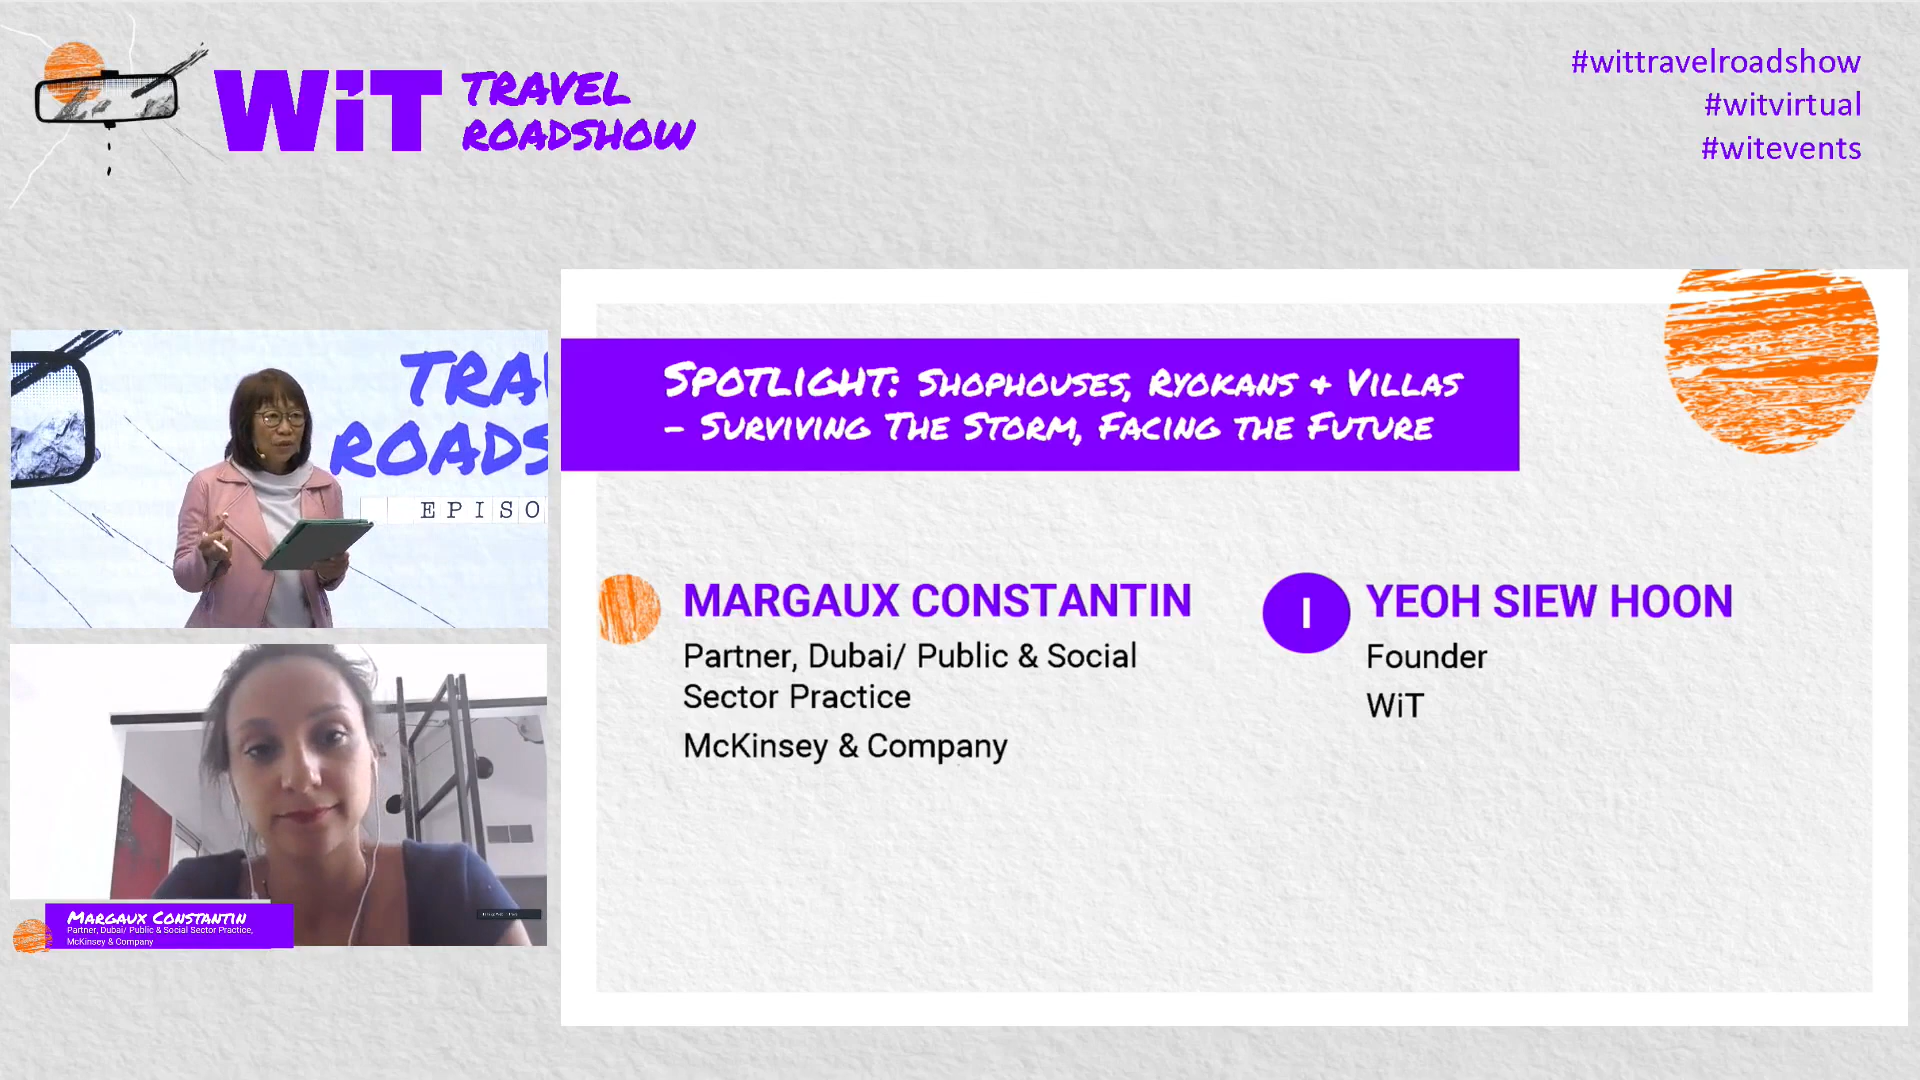 WiT TRAVEL
ROADSHOW
#wittravelroadshow
#witvirtual
#witevents
TRAV
ROADS
EPISO
SPOTLIGHT: SHOPHOUSES, RYOKANS + VILLAS
– SURVIVING THE STORM, FACING THE FUTURE
MARGAUX CONSTANTIN
Partner, Dubai/ Public & Social
Sector Practice
McKinsey & Company
I
YEOH SIEW HOON
Founder
WiT
MARGAUX CONSTANTIN
Partner, Dubai/ Public & Social Sector Practice,
McKinsey & Company